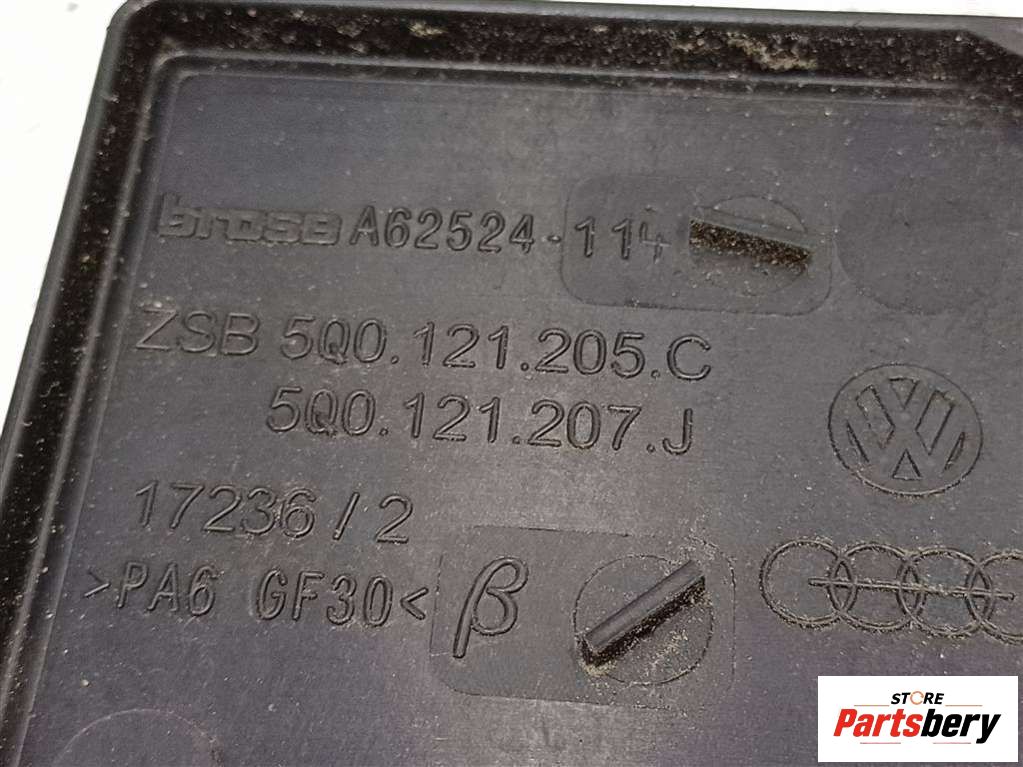 brose A62524-114
ZSB 5Q0.121.205.C
5Q0.121.207.J
17236/2
>PA6 GF30< β
STORE
Partsbery